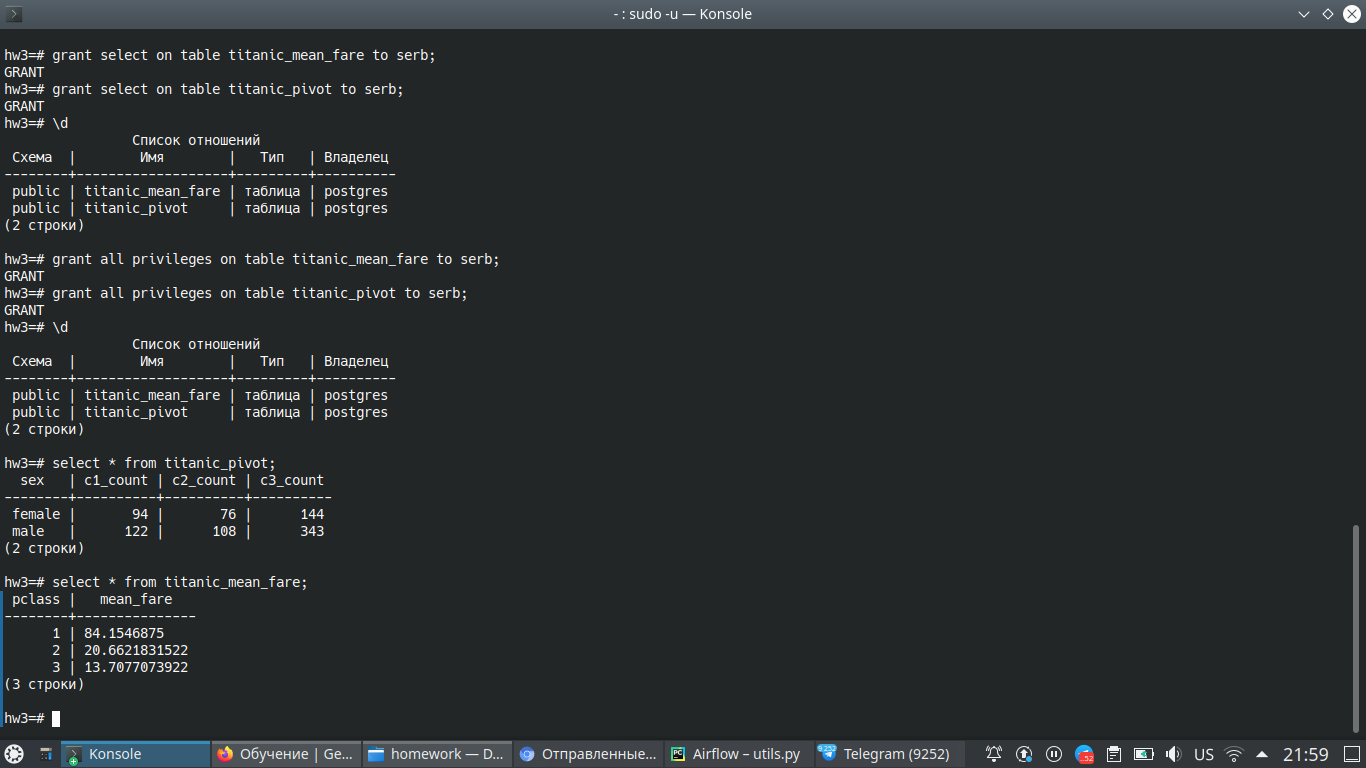 - : sudo -u — Konsole
hw3=# grant select on table titanic_mean_fare to serb;
GRANT
hw3=# grant select on table titanic_pivot to serb;
GRANT
hw3=# \d
                Список отношений
 Схема  |        Имя        |   Тип   | Владелец
--------+-------------------+---------+----------
 public | titanic_mean_fare | таблица | postgres
 public | titanic_pivot     | таблица | postgres
(2 строки)
hw3=# grant all privileges on table titanic_mean_fare to serb;
GRANT
hw3=# grant all privileges on table titanic_pivot to serb;
GRANT
hw3=# \d
                Список отношений
 Схема  |        Имя        |   Тип   | Владелец
--------+-------------------+---------+----------
 public | titanic_mean_fare | таблица | postgres
 public | titanic_pivot     | таблица | postgres
(2 строки)
hw3=# select * from titanic_pivot;
  sex   | c1_count | c2_count | c3_count
--------+----------+----------+----------
 female |       94 |       76 |      144
 male   |      122 |      108 |      343
(2 строки)
hw3=# select * from titanic_mean_fare;
 pclass |   mean_fare
--------+---------------
      1 | 84.1546875
      2 | 20.6621831522
      3 | 13.7077073922
(3 строки)
hw3=#
Konsole Обучение | Ge... homework — D... Отправленные... PC Airflow – utils.py 9,252 Telegram (9252) ..52 US 21:59